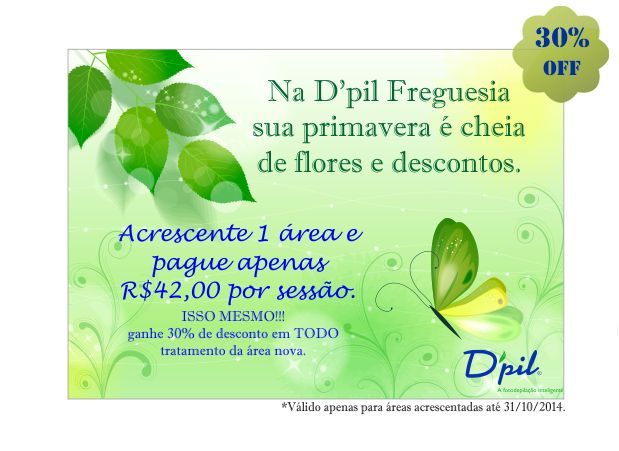 30%
OFF
Na D’pil Freguesia
sua primavera é cheia
de flores e descontos.
Acrescente 1 área e
pague apenas
R$42,00 por sessão.
ISSO MESMO!!!
ganhe 30% de desconto em TODO
tratamento da área nova.
D'pil®
A fotodepilação inteligente
*Válido apenas para áreas acrescentadas até 31/10/2014.